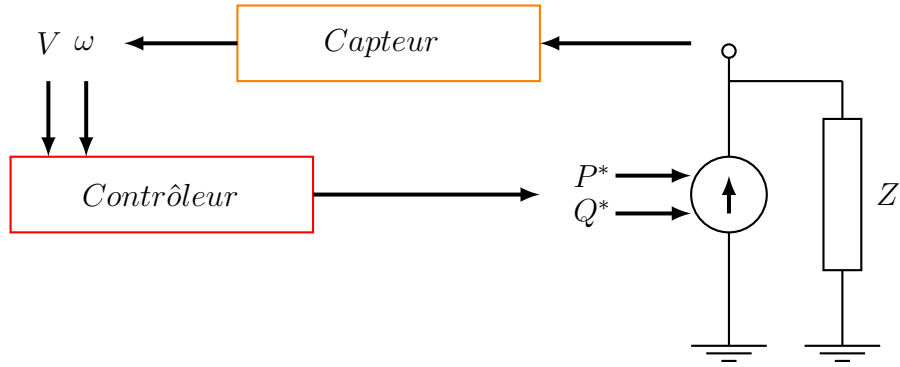 V ω
Capteur
Contrôleur
P*
Q*
Z